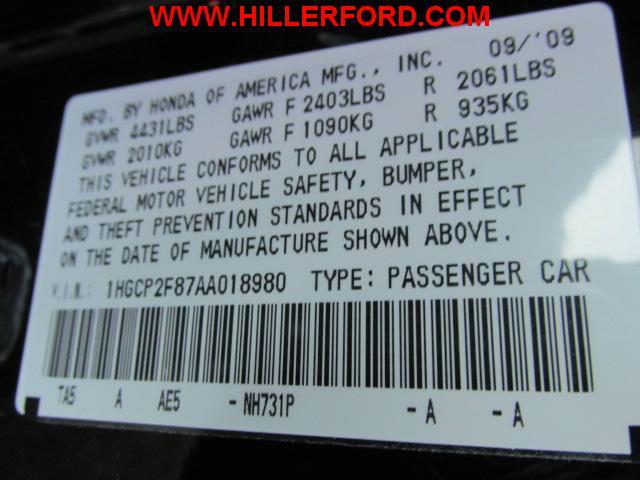 WWW.HILLERFORD.COM
MFD. BY HONDA OF AMERICA MFG., INC. 09/'09
GVWR 4431LBS GAWR F 2403LBS R 2061LBS
GVWR 2010KG GAWR F 1090KG R 935KG
THIS VEHICLE CONFORMS TO ALL APPLICABLE
FEDERAL MOTOR VEHICLE SAFETY, BUMPER,
AND THEFT PREVENTION STANDARDS IN EFFECT
ON THE DATE OF MANUFACTURE SHOWN ABOVE.
V.I.N.: 1HGCP2F87AA018980 TYPE: PASSENGER CAR
TA5 A AE5 -NH731P -A -A